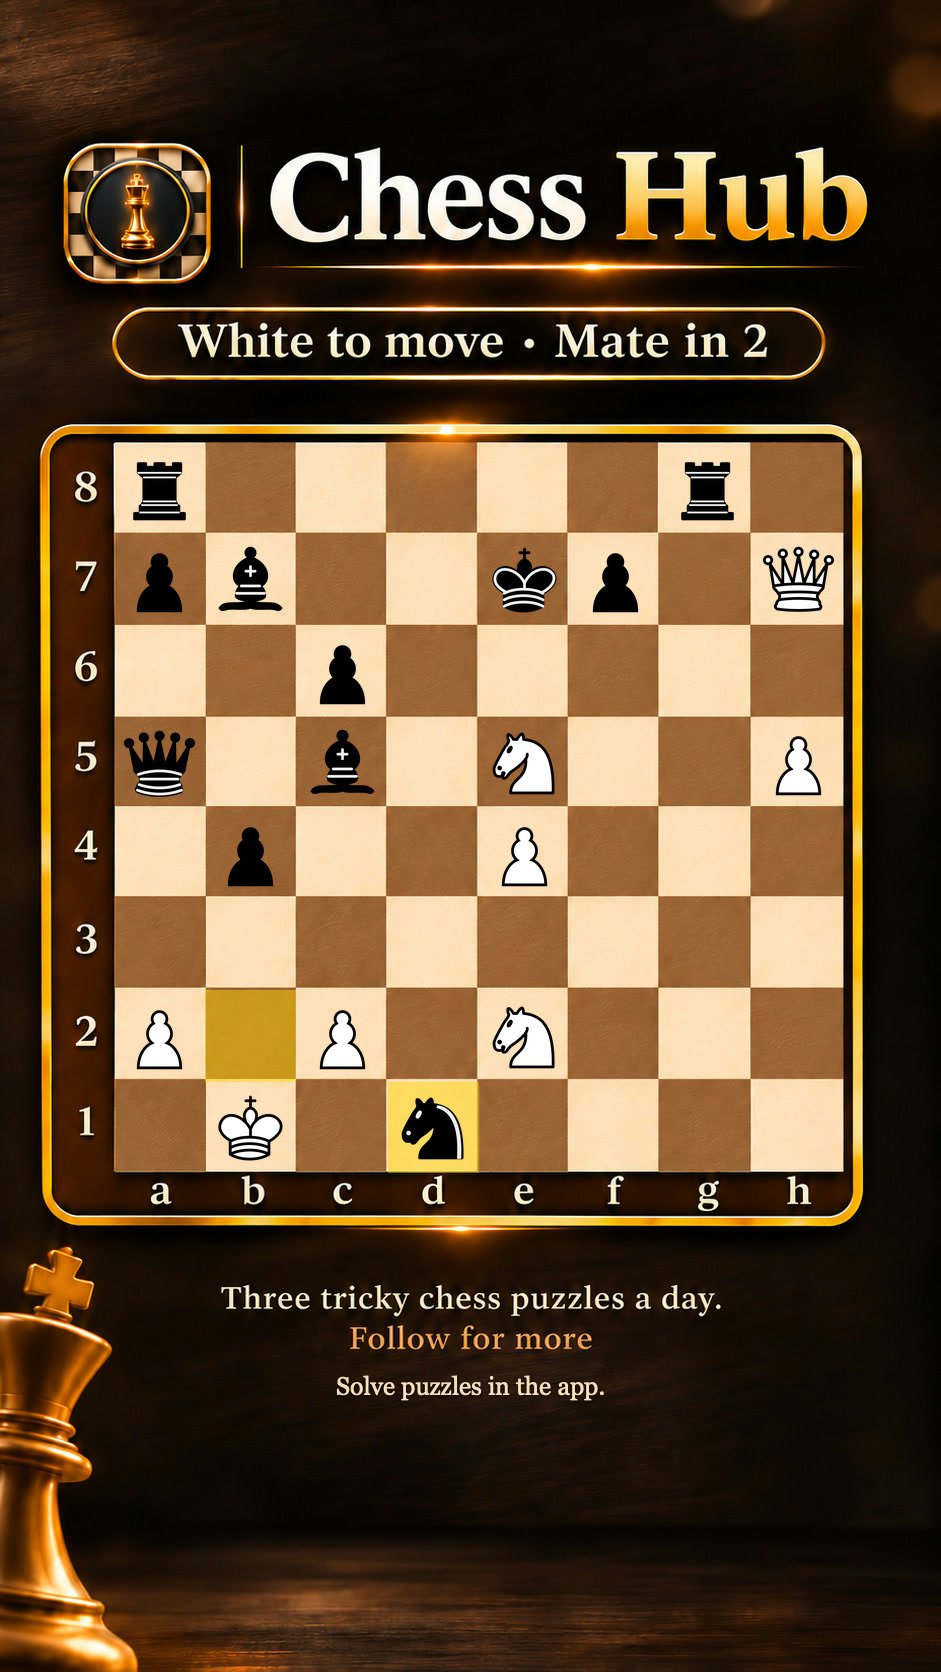 Chess Hub
White to move • Mate in 2
8
7
6
5
4
3
2
1
a b c d e f g h
Three tricky chess puzzles a day.
Follow for more
Solve puzzles in the app.